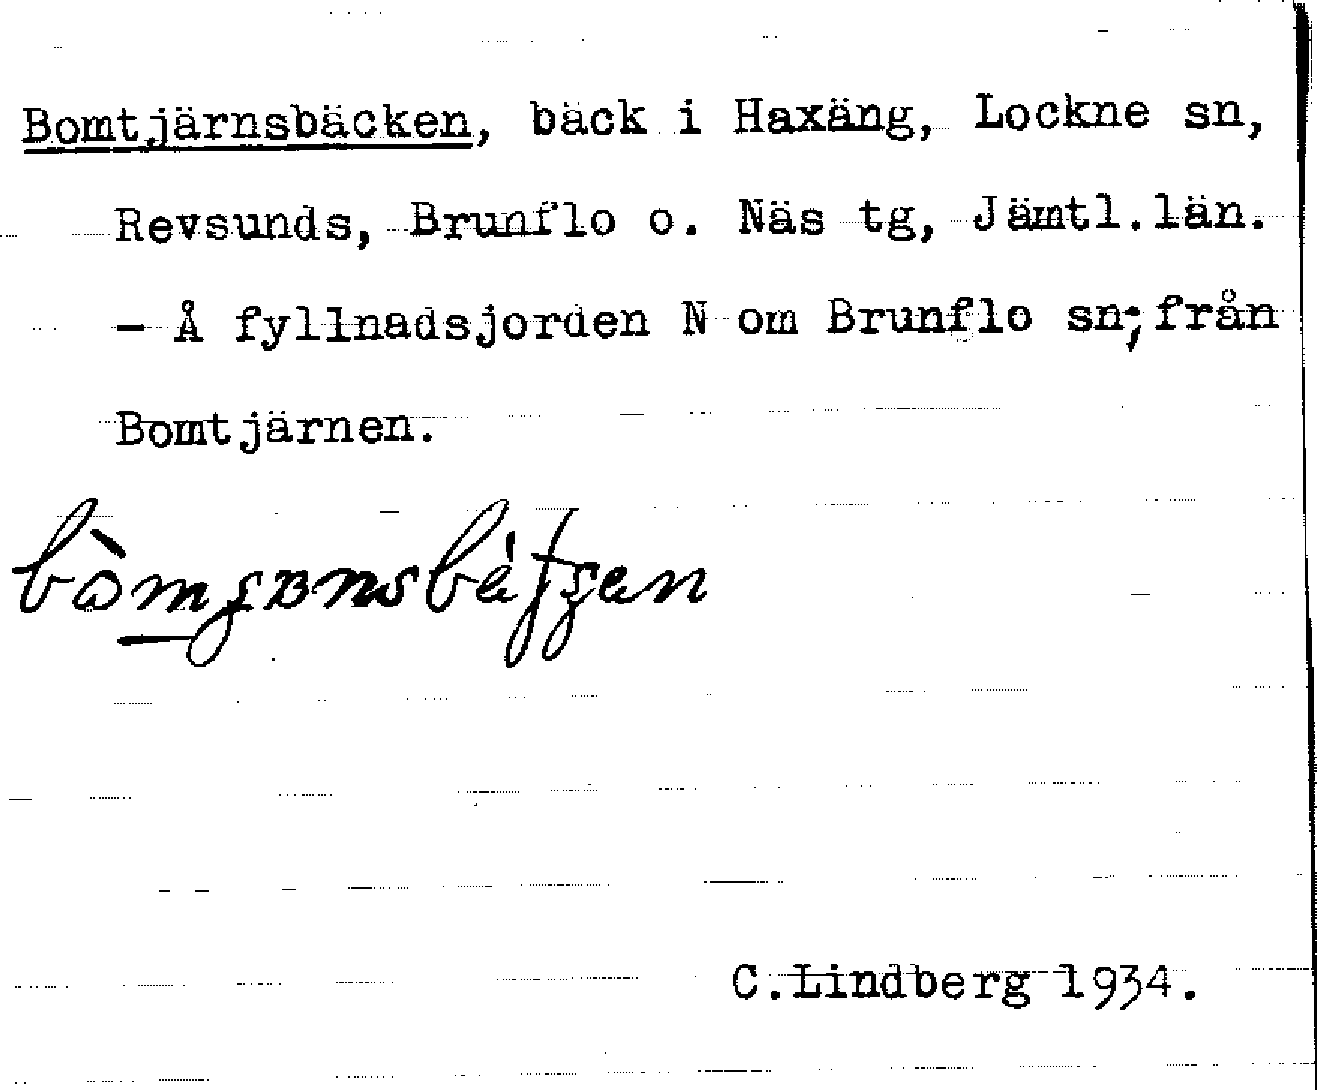 Bomtjärnsbäcken, bäck i Haxäng, Lockne sn,
Revsunds, Brunflo o. Näs tg, Jämtl.län.
— Å fyllnadsjorden N om Brunflo sn; från
Bomtjärnen.
C.Lindberg 1934.